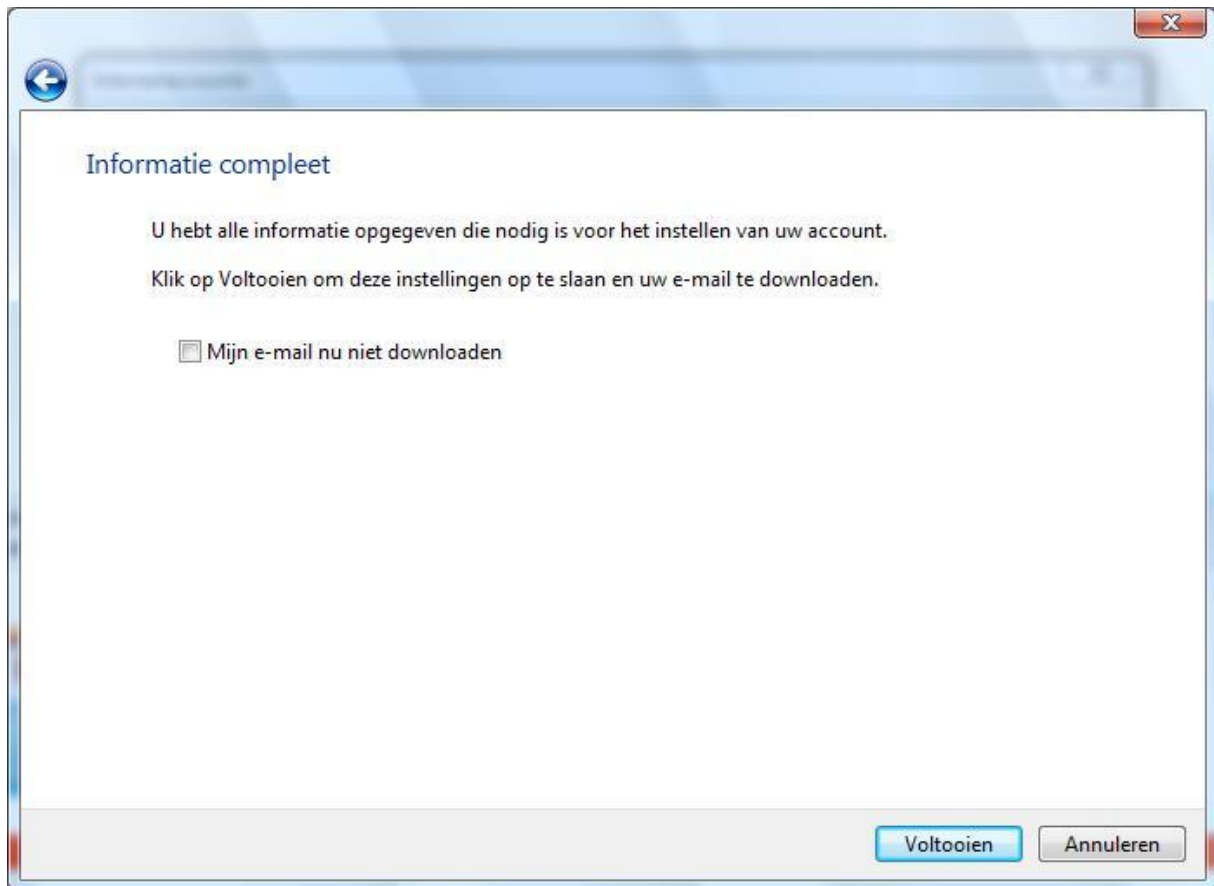 Informatie compleet
U hebt alle informatie opgegeven die nodig is voor het instellen van uw account.
Klik op Voltooien om deze instellingen op te slaan en uw e-mail te downloaden.
Mijn e-mail nu niet downloaden
Voltooien
Annuleren